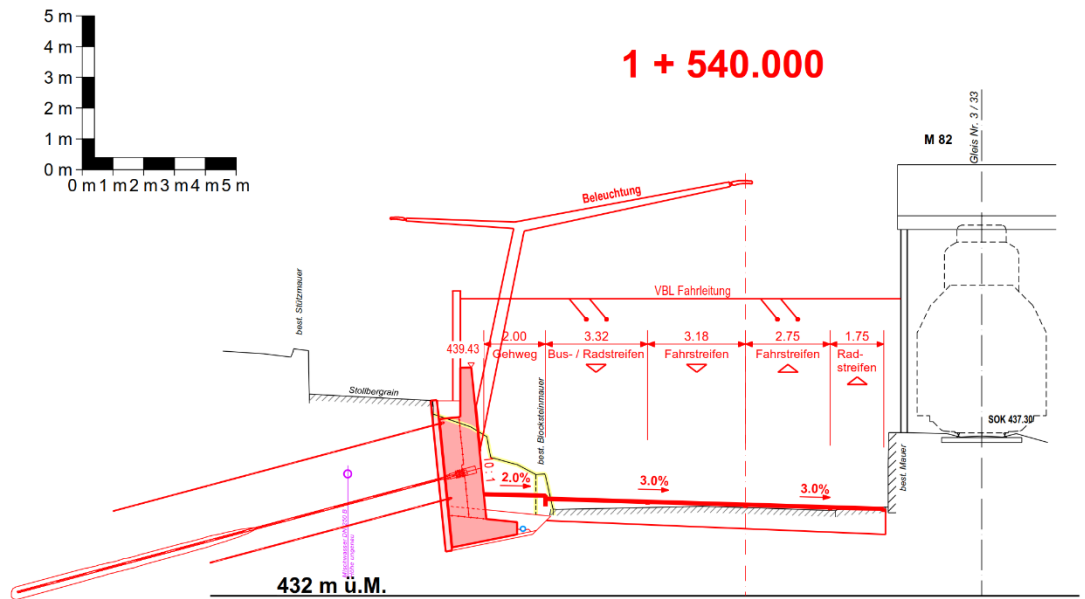 5 m
4 m
3 m
2 m
1 m
0 m
0 m 1 m 2 m 3 m 4 m 5 m
1 + 540.000
M 82
Gleis Nr. 3 / 33
Beleuchtung
best. Stützmauer
VBL Fahrleitung
439.43
2.00
3.32
3.18
2.75
1.75
Gehweg
Bus- / Radstreifen
Fahrstreifen
Fahrstreifen
Rad-
streifen
Stollbergrain
best. Blocksteinmauer
SOK 437.30
best. Mauer
10 : 1
2.0%
3.0%
3.0%
Höhe ungenau
432 m ü.M.